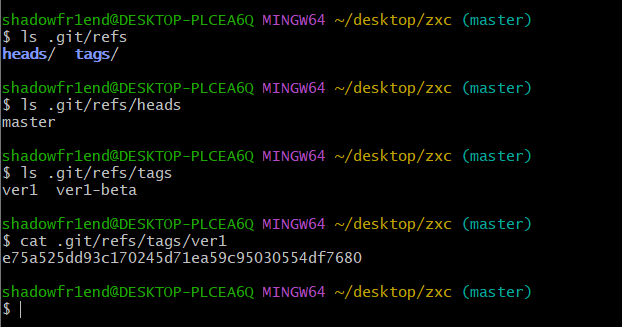 shadowfr1end@DESKTOP-PLCEA6Q MINGW64 ~/desktop/zxc (master)
$ ls .git/refs
heads/  tags/
shadowfr1end@DESKTOP-PLCEA6Q MINGW64 ~/desktop/zxc (master)
$ ls .git/refs/heads
master
shadowfr1end@DESKTOP-PLCEA6Q MINGW64 ~/desktop/zxc (master)
$ ls .git/refs/tags
ver1  ver1-beta
shadowfr1end@DESKTOP-PLCEA6Q MINGW64 ~/desktop/zxc (master)
$ cat .git/refs/tags/ver1
e75a525dd93c170245d71ea59c95030554df7680
shadowfr1end@DESKTOP-PLCEA6Q MINGW64 ~/desktop/zxc (master)
$